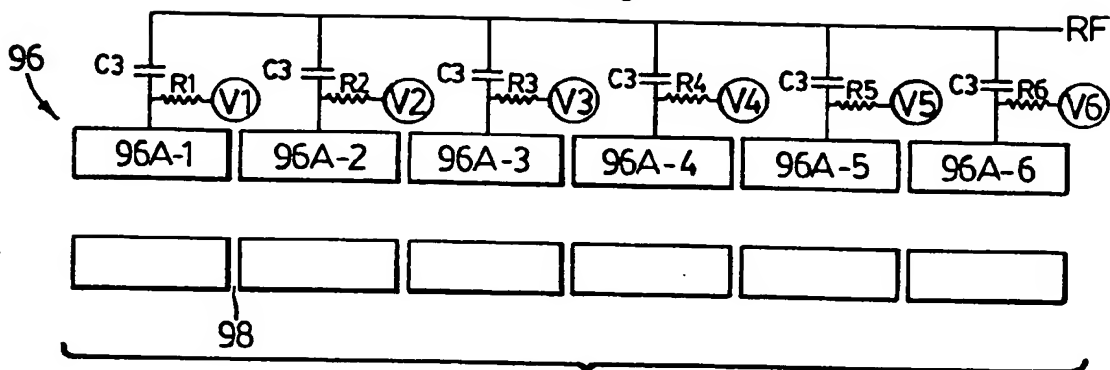 RF
96
C3 R1 V1 C3 R2 V2 C3 R3 V3 C3 R4 V4 C3 R5 V5 C3 R6 V6
96A-1 96A-2 96A-3 96A-4 96A-5 96A-6
98